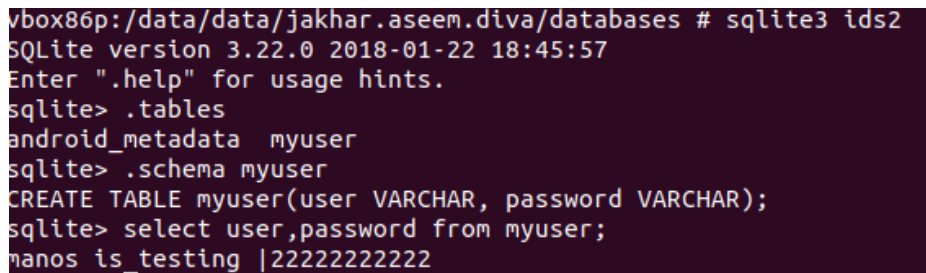 vbox86p:/data/data/jakhar.aseem.diva/databases # sqlite3 ids2
SQLite version 3.22.0 2018-01-22 18:45:57
Enter ".help" for usage hints.
sqlite> .tables
android_metadata  myuser
sqlite> .schema myuser
CREATE TABLE myuser(user VARCHAR, password VARCHAR);
sqlite> select user,password from myuser;
manos is_testing |22222222222